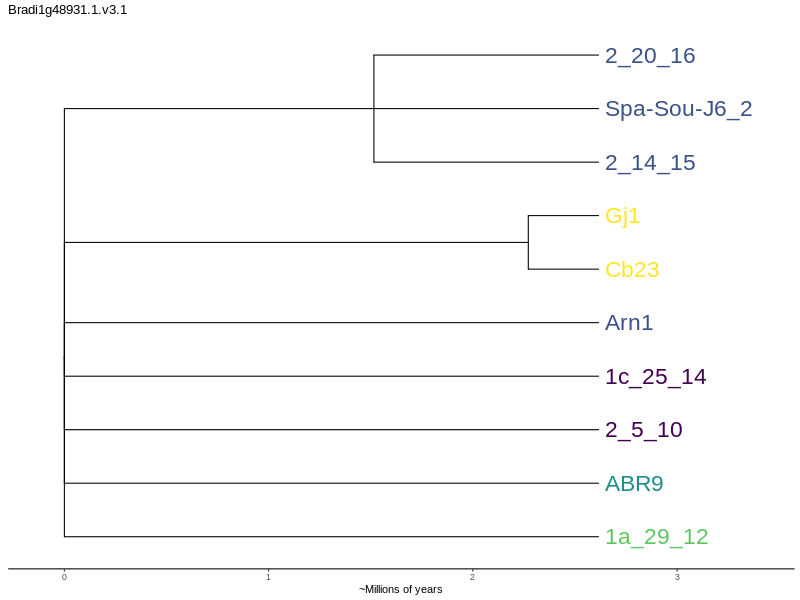 Bradi1g48931.1.v3.1
2_20_16
Spa-Sou-J6_2
2_14_15
Gj1
Cb23
Arn1
1c_25_14
2_5_10
ABR9
1a_29_12
0 1 2 3
~Millions of years